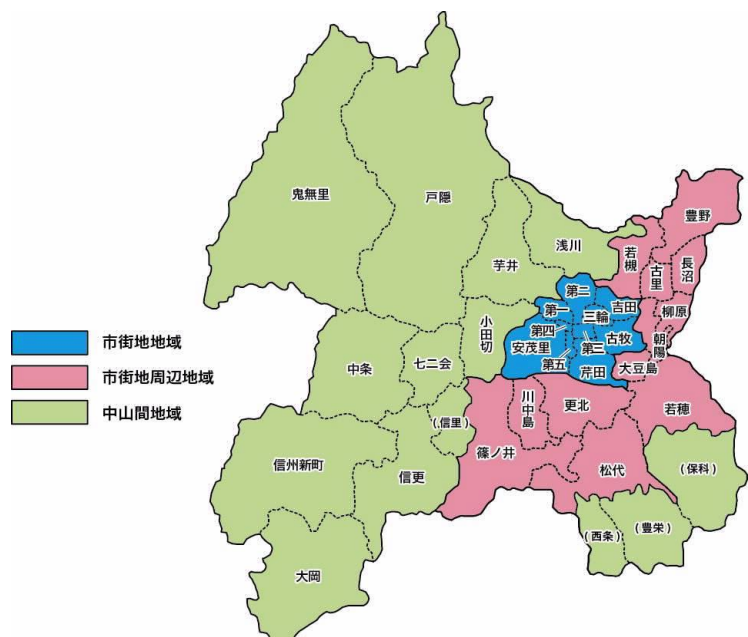 鬼無里
戸隠
豊野
浅川
芋井
若槻
古里
長沼
第二
第一
吉田
三輪
柳原
小田切
第四
古牧
朝陽
安茂里
第三
大豆島
第五
芹田
市街地地域
市街地周辺地域
中山間地域
中条
七二会
川中島
更北
若穂
(信里)
篠ノ井
信州新町
信更
松代
(保科)
(西条)
(豊栄)
大岡